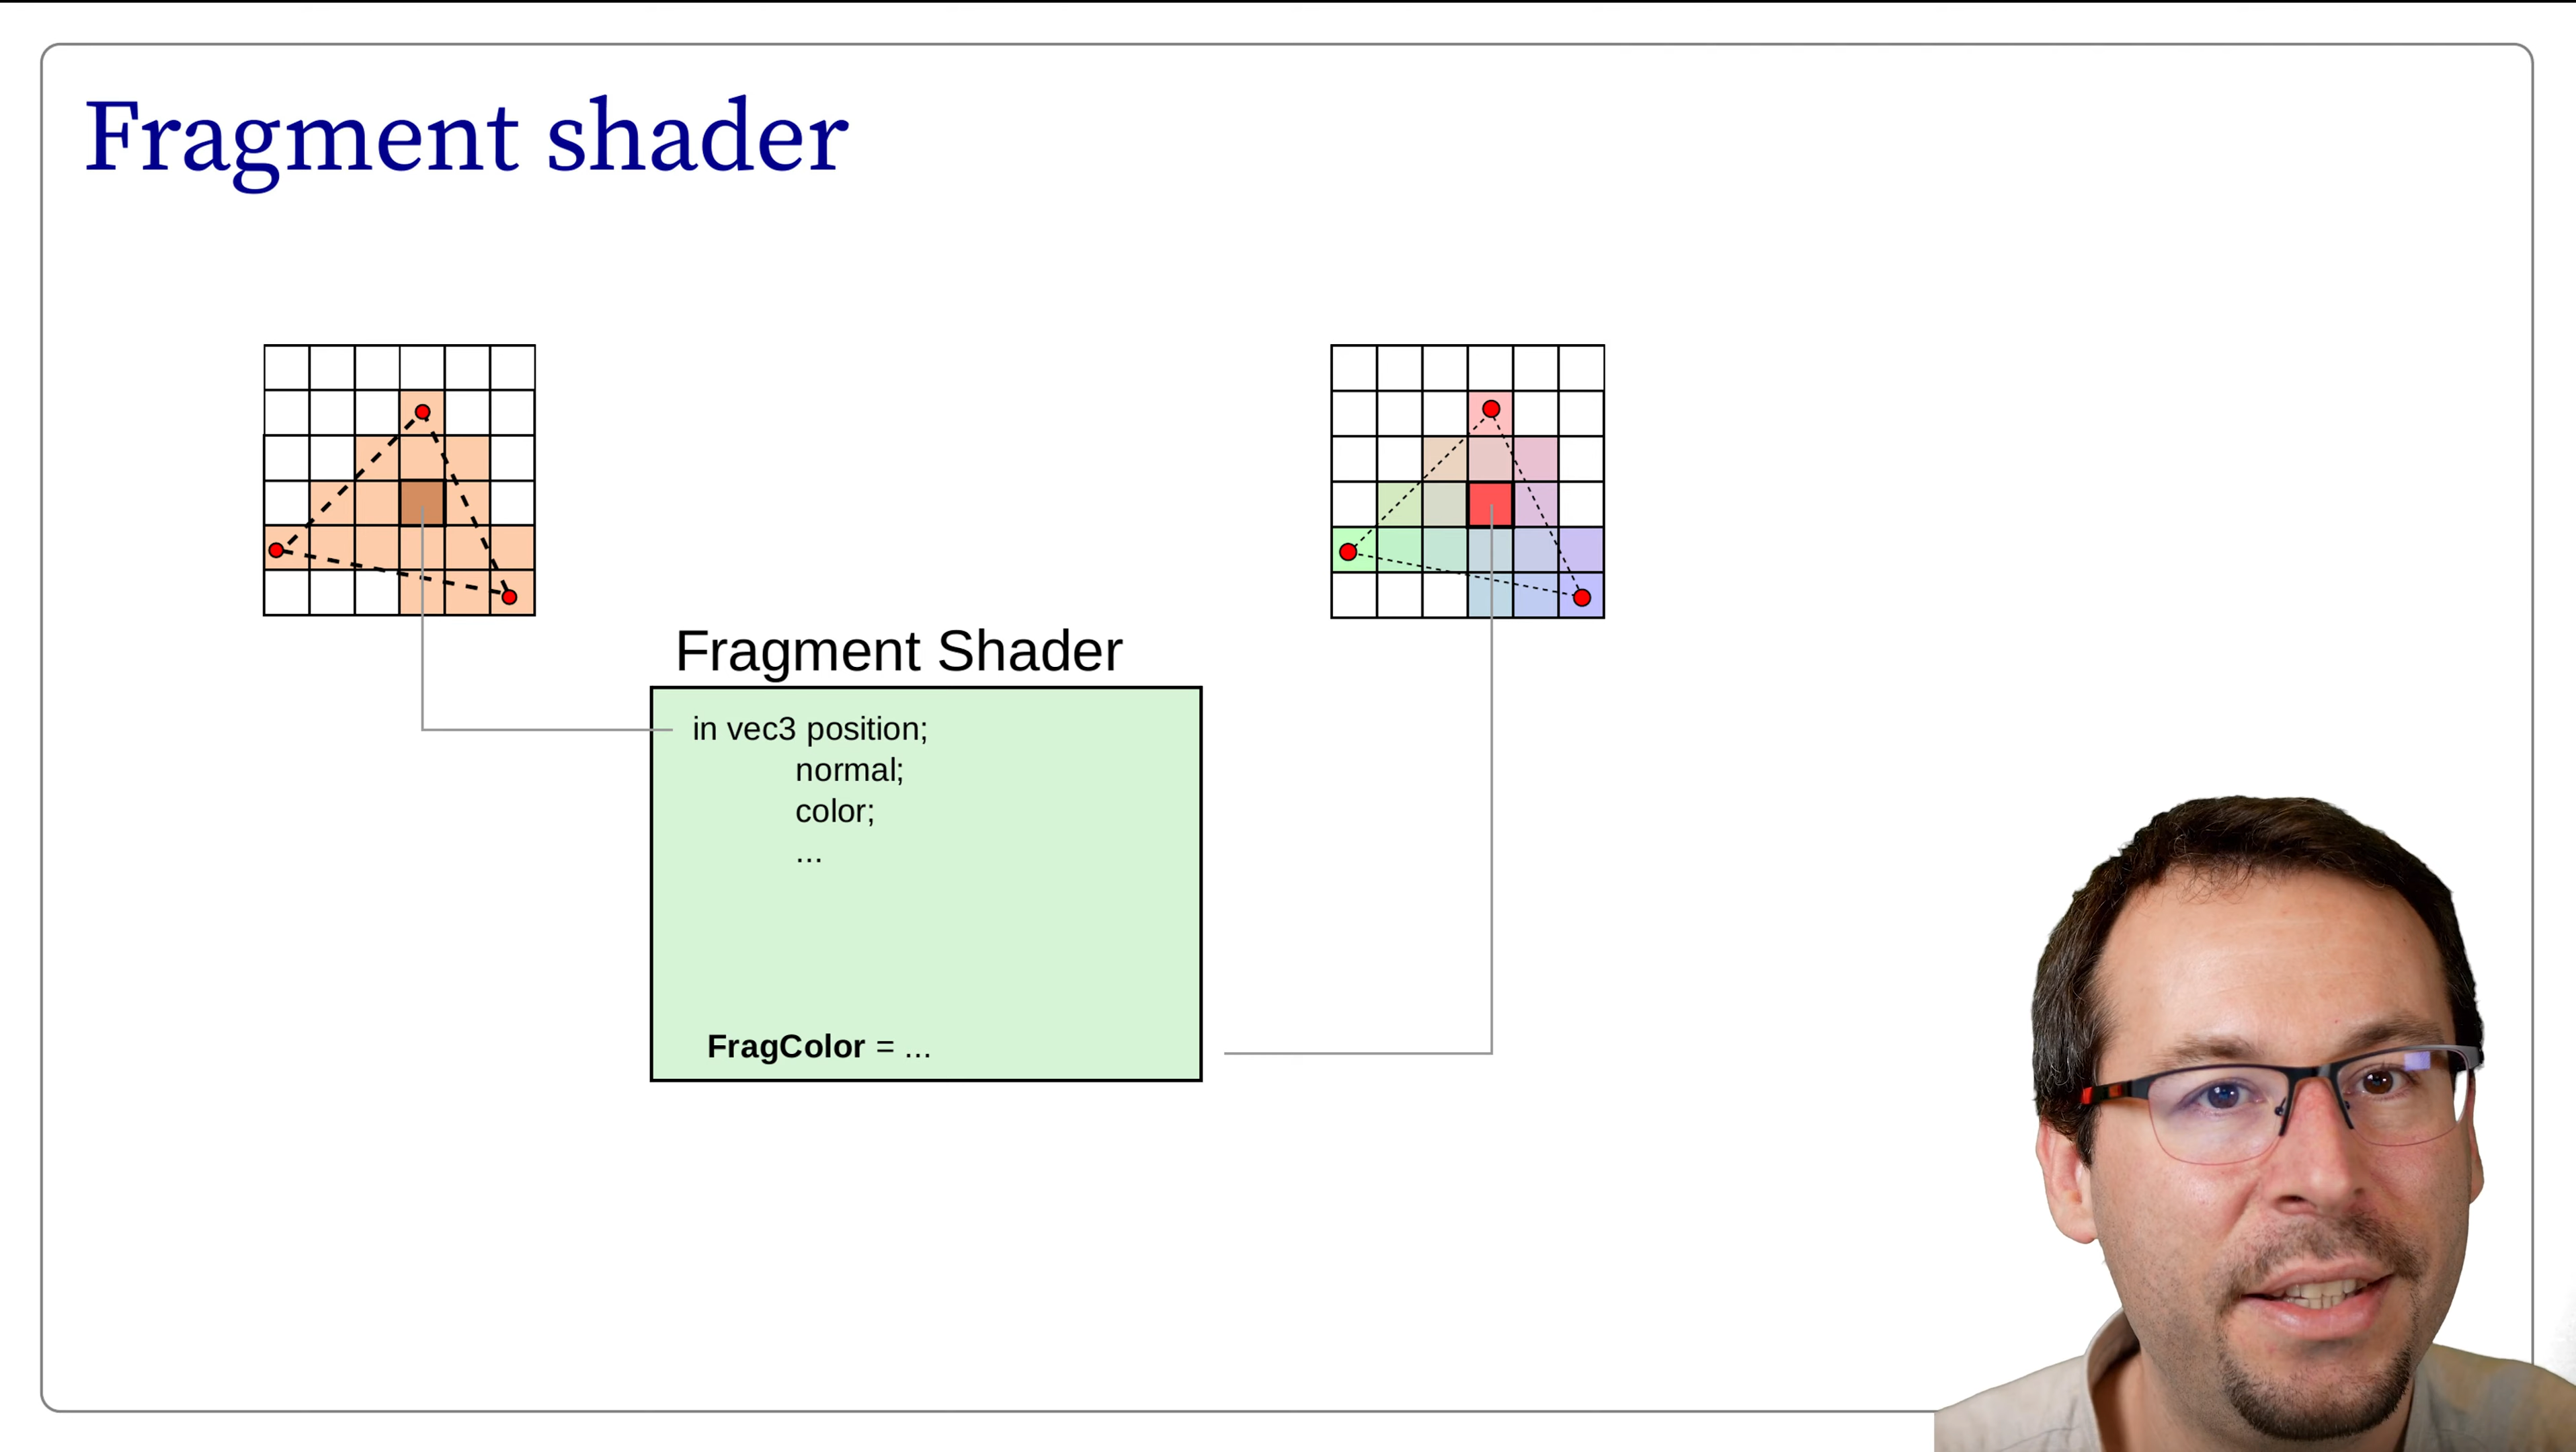 Fragment shader
Fragment Shader
in vec3 position;
normal;
color;
...
FragColor = ...